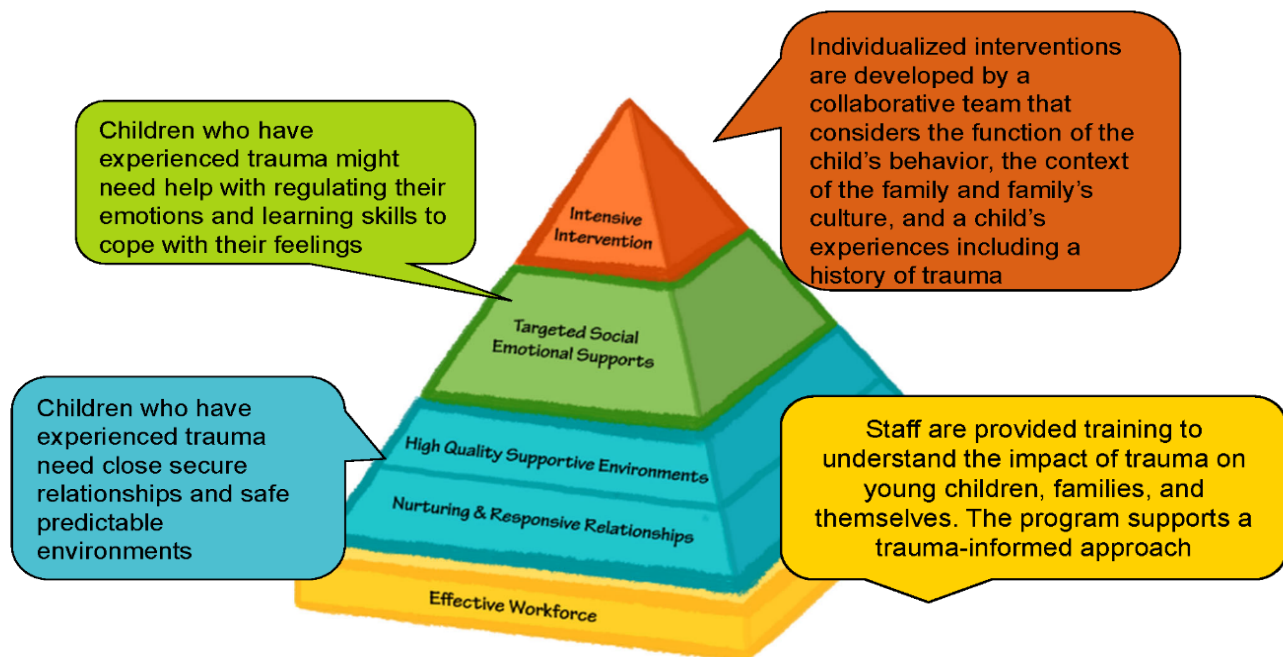 Individualized interventions
are developed by a
collaborative team that
considers the function of the
child's behavior, the context
of the family and family's
culture, and a child's
experiences including a
history of trauma
Children who have
experienced trauma might
need help with regulating their
emotions and learning skills to
cope with their feelings
Intensive
Intervention
Targeted Social
Emotional Supports
Children who have
experienced trauma
need close secure
relationships and safe
predictable
environments
High Quality Supportive Environments
Nurturing & Responsive Relationships
Staff are provided training to
understand the impact of trauma on
young children, families, and
themselves. The program supports a
trauma-informed approach
Effective Workforce